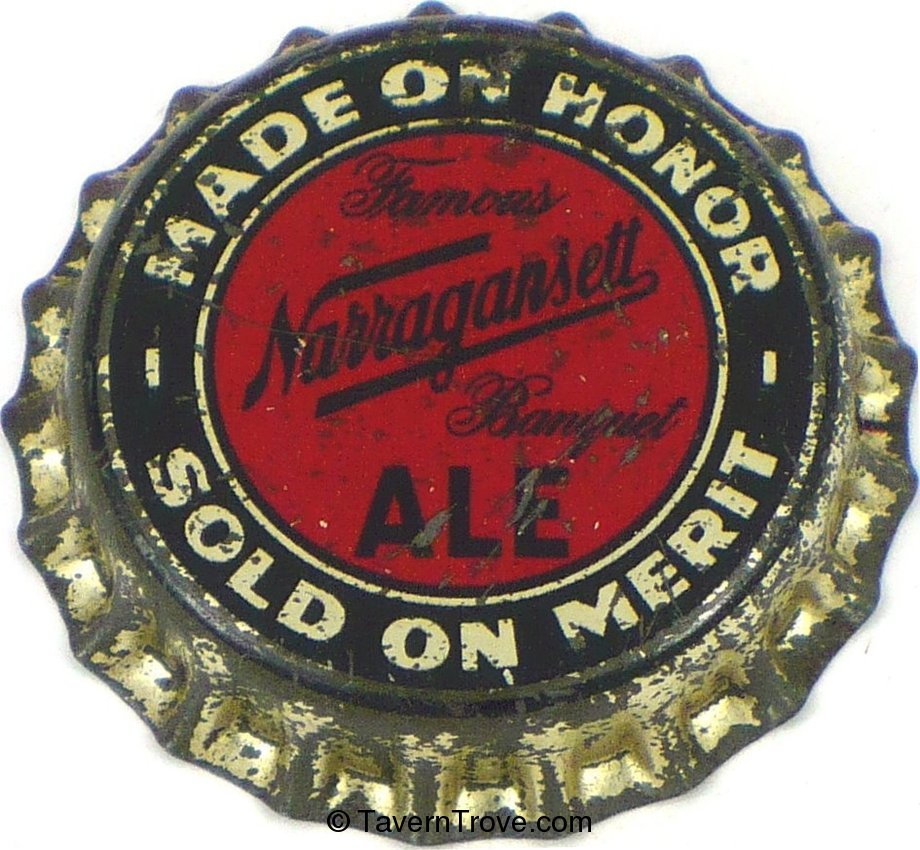 MADE ON HONOR
Famous
Narragansett
Banquet
ALE
- SOLD ON MERIT -
© TavernTrove.com